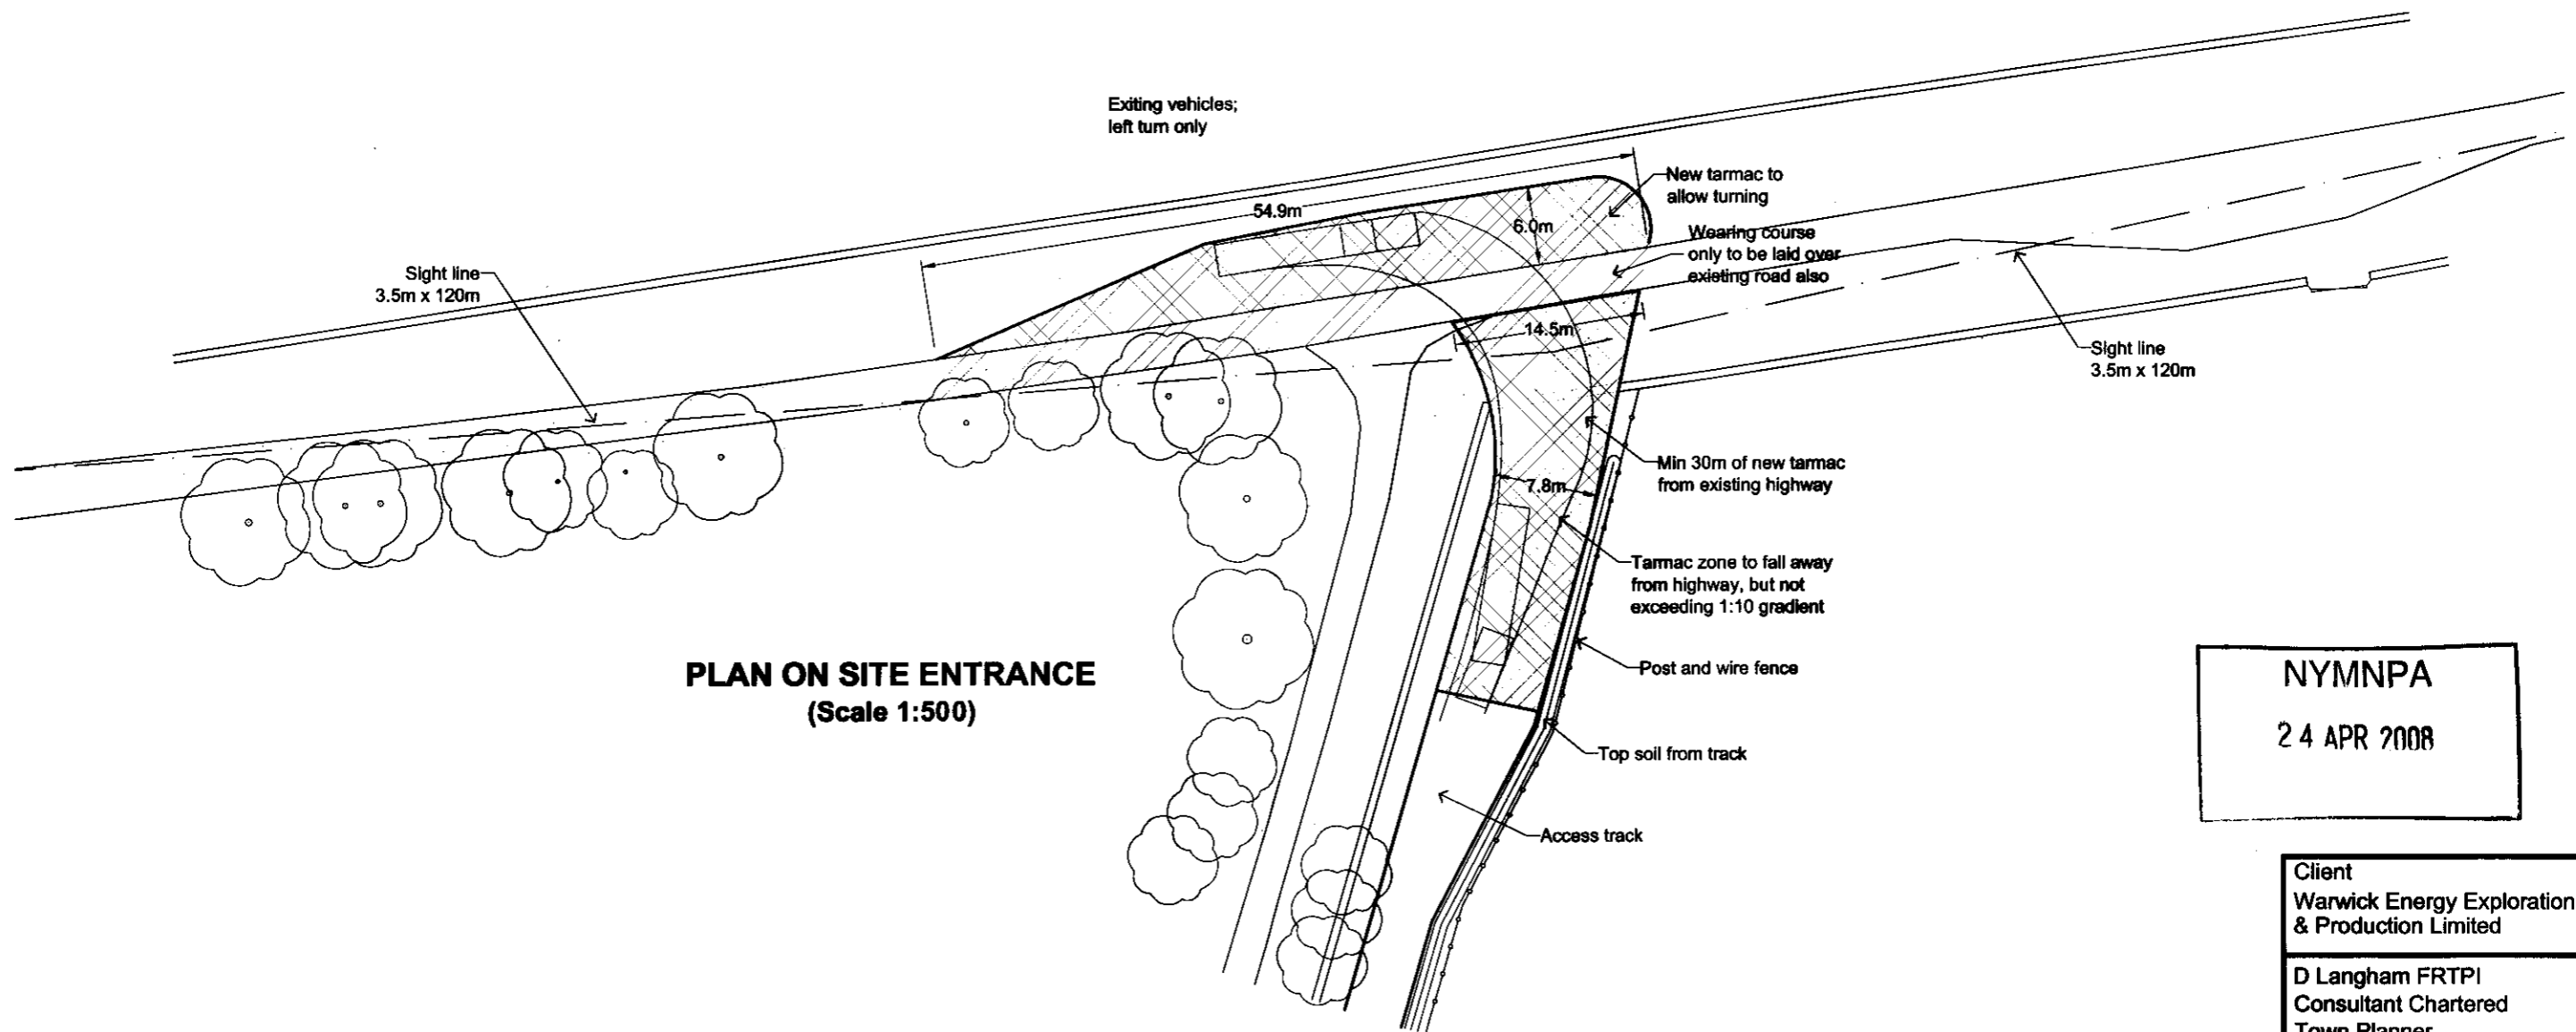 Exiting vehicles;
left turn only
New tarmac to
allow turning
54.9m
6.0m
Wearing course
only to be laid over
existing road also
Sight line
3.5m x 120m
14.5m
Sight line
3.5m x 120m
Min 30m of new tarmac
from existing highway
7.8m
Tarmac zone to fall away
from highway, but not
exceeding 1:10 gradient
Post and wire fence
PLAN ON SITE ENTRANCE
(Scale 1:500)
Top soil from track
Access track
NYMNPA
24 APR 2008
Client
Warwick Energy Exploration
& Production Limited
D Langham FRTPI
Consultant Chartered
Town Planner